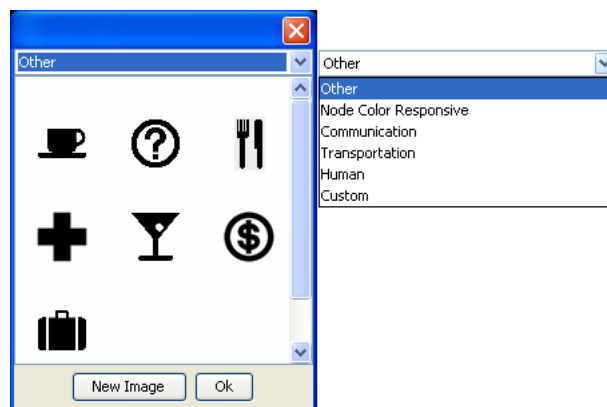 Other
New Image
Ok
Other
Other
Node Color Responsive
Communication
Transportation
Human
Custom